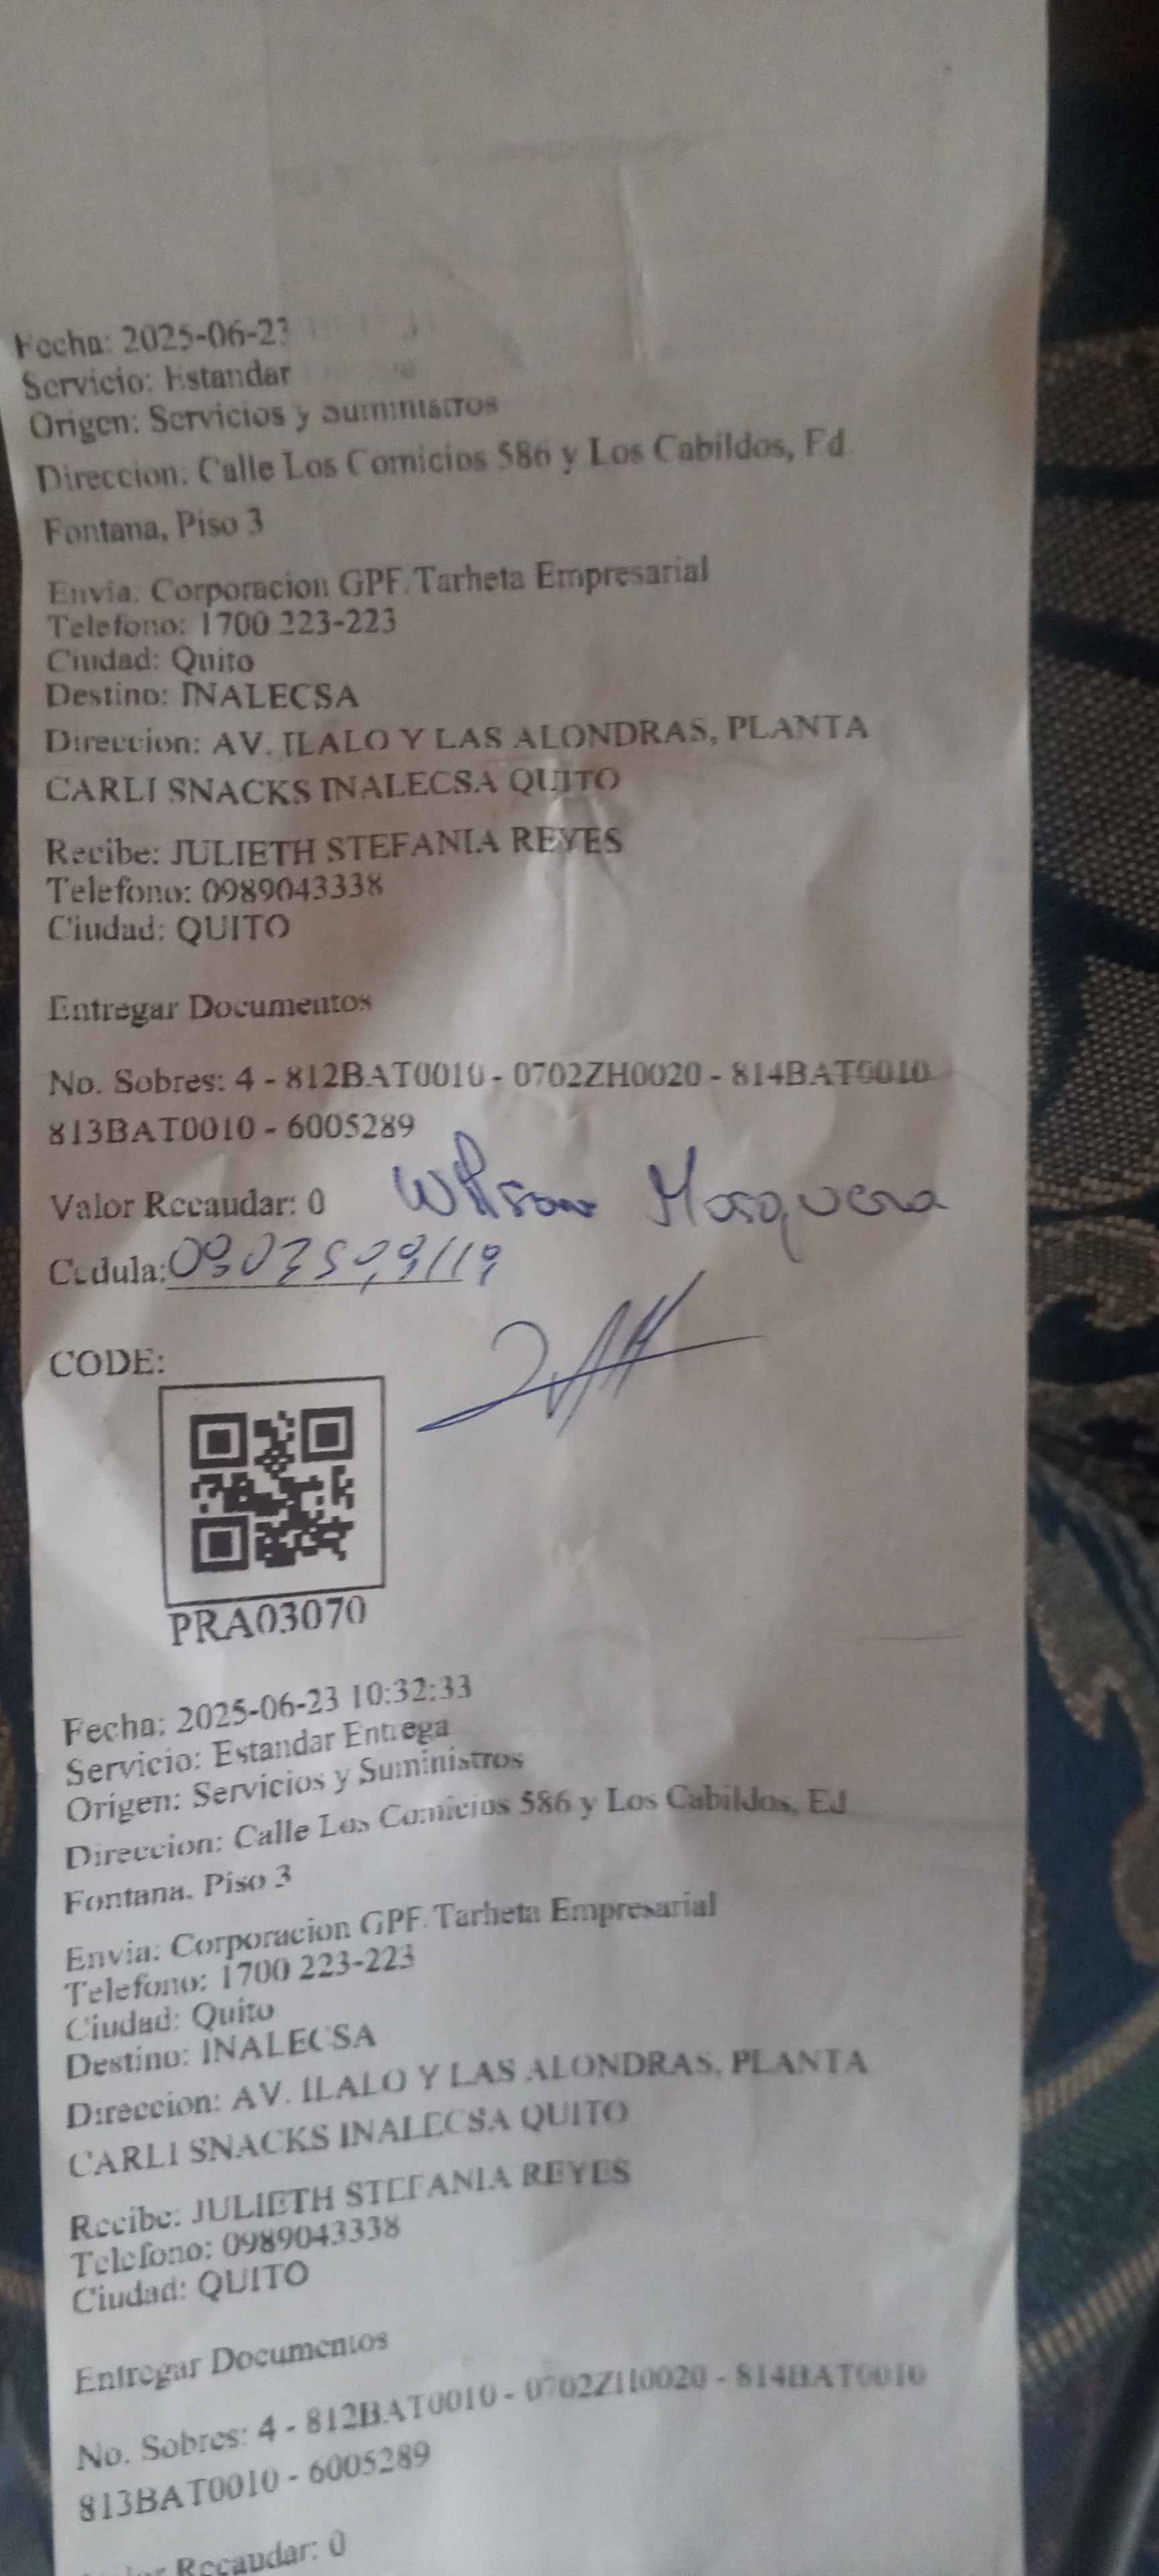 Fecha: 2025-06-23
Servicio: Estandar
Origen: Servicios y Suministros
Direccion: Calle Los Comicios 586 y Los Cabildos, Ed
Fontana, Piso 3
Envia: Corporacion GPF.Tarheta Empresarial
Telefono: 1700 223-223
Ciudad: Quito
Destino: INALECSA
Direccion: AV. ILALO Y LAS ALONDRAS, PLANTA
CARLI SNACKS INALECSA QUITO
Recibe: JULIETH STEFANIA REYES
Telefono: 0989043338
Ciudad: QUITO
Entregar Documentos
No. Sobres: 4 - 812BAT0010 - 0702ZH0020 - 814BAT0010
813BAT0010 - 6005289
Valor Recaudar: 0 Wilson Mosquera
Cedula:
CODE:
PRA03070
Fecha: 2025-06-23 10:32:33
Servicio: Estandar Entrega
Origen: Servicios y Suministros
Direccion: Calle Los Comicios 586 y Los Cabildos, Ed
Fontana, Piso 3
Envia: Corporacion GPF.Tarheta Empresarial
Telefono: 1700 223-223
Ciudad: Quito
Destino: INALECSA
Direccion: AV. ILALO Y LAS ALONDRAS, PLANTA
CARLI SNACKS INALECSA QUITO
Recibe: JULIETH STEFANIA REYES
Telefono: 0989043338
Ciudad: QUITO
Entregar Documentos
No. Sobres: 4 - 812BAT0010 - 0702ZH0020 - 814BAT0010
813BAT0010 - 6005289
Recaudar: 0